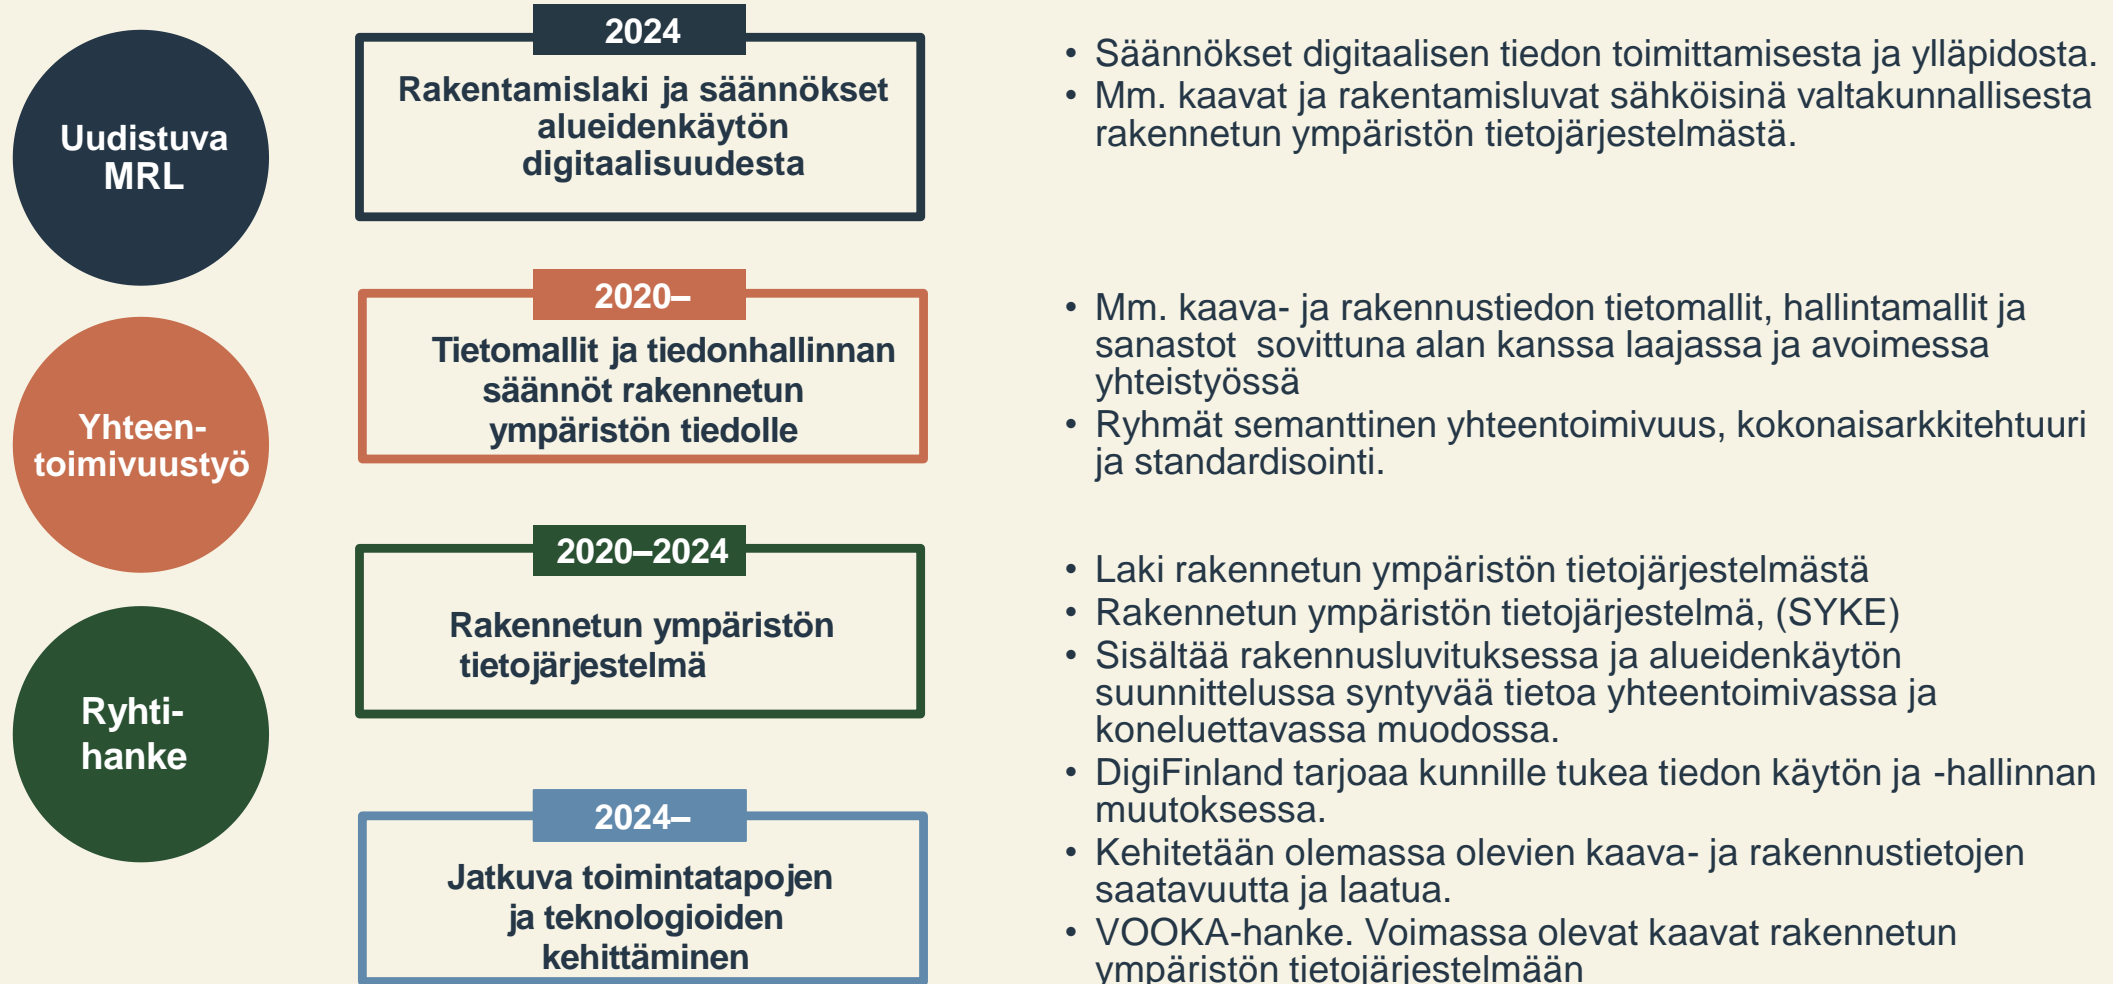 Uudistuva
MRL
2024
Rakentamislaki ja säännökset
alueidenkäytön
digitaalisuudesta
• Säännökset digitaalisen tiedon toimittamisesta ja ylläpidosta.
• Mm. kaavat ja rakentamisluvat sähköisinä valtakunnallisesta
rakennetun ympäristön tietojärjestelmästä.
Yhteen-
toimivuustyö
2020–
Tietomallit ja tiedonhallinnan
säännöt rakennetun
ympäristön tiedolle
• Mm. kaava- ja rakennustiedon tietomallit, hallintamallit ja
sanastot sovittuna alan kanssa laajassa ja avoimessa
yhteistyössä
• Ryhmät semanttinen yhteentoimivuus, kokonaisarkkitehtuuri
ja standardisointi.
Ryhti-
hanke
2020–2024
Rakennetun ympäristön
tietojärjestelmä
• Laki rakennetun ympäristön tietojärjestelmästä
• Rakennetun ympäristön tietojärjestelmä, (SYKE)
• Sisältää rakennusluvituksessa ja alueidenkäytön
suunnittelussa syntyvää tietoa yhteentoimivassa ja
koneluettavassa muodossa.
• DigiFinland tarjoaa kunnille tukea tiedon käytön ja -hallinnan
muutoksessa.
2024–
Jatkuva toimintatapojen
ja teknologioiden
kehittäminen
• Kehitetään olemassa olevien kaava- ja rakennustietojen
saatavuutta ja laatua.
• VOOKA-hanke. Voimassa olevat kaavat rakennetun
ympäristön tietojärjestelmään